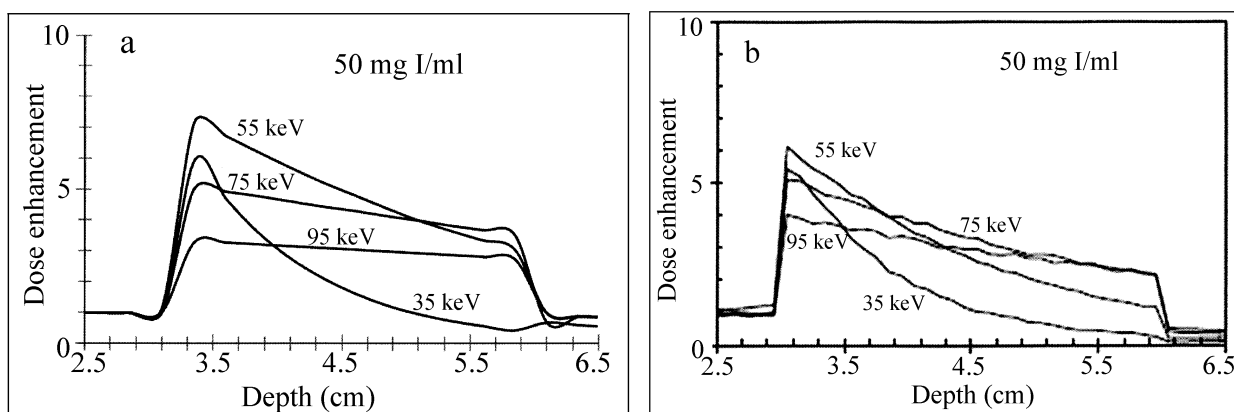 a
50 mg I/ml
10
5
0
Dose enhancement
55 keV
75 keV
95 keV
35 keV
2.5
3.5
4.5
5.5
6.5
Depth (cm)
b
50 mg I/ml
10
5
0
Dose enhancement
55 keV
75 keV
95 keV
35 keV
2.5
3.5
4.5
5.5
6.5
Depth (cm)